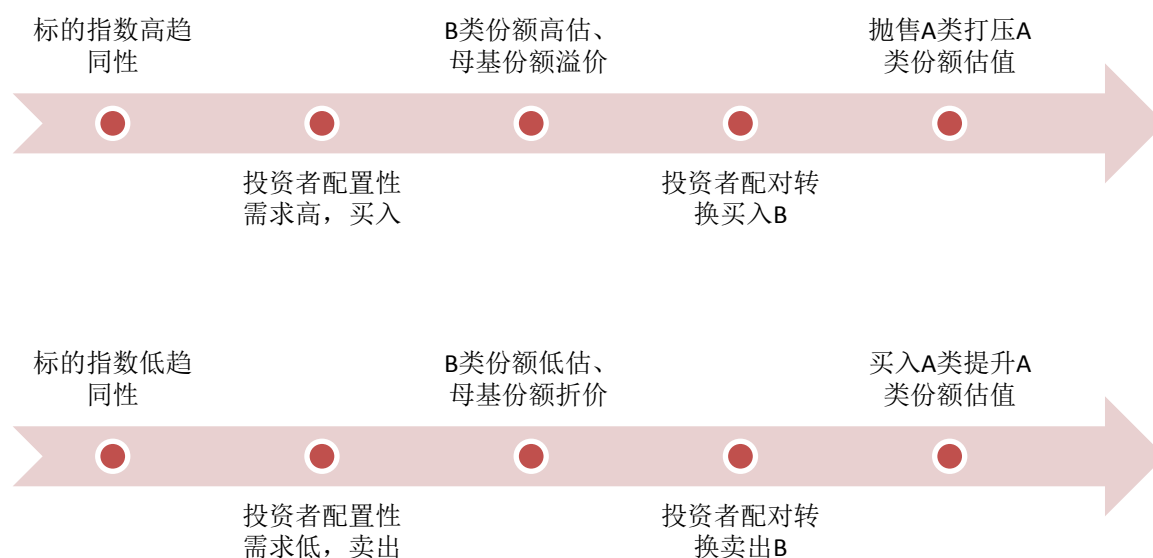 标的指数高趋
同性
B类份额高估、
母基份额溢价
抛售A类打压A
类份额估值
投资者配置性
需求高，买入
投资者配对转
换买入B
标的指数低趋
同性
B类份额低估、
母基份额折价
买入A类提升A
类份额估值
投资者配置性
需求低，卖出
投资者配对转
换卖出B